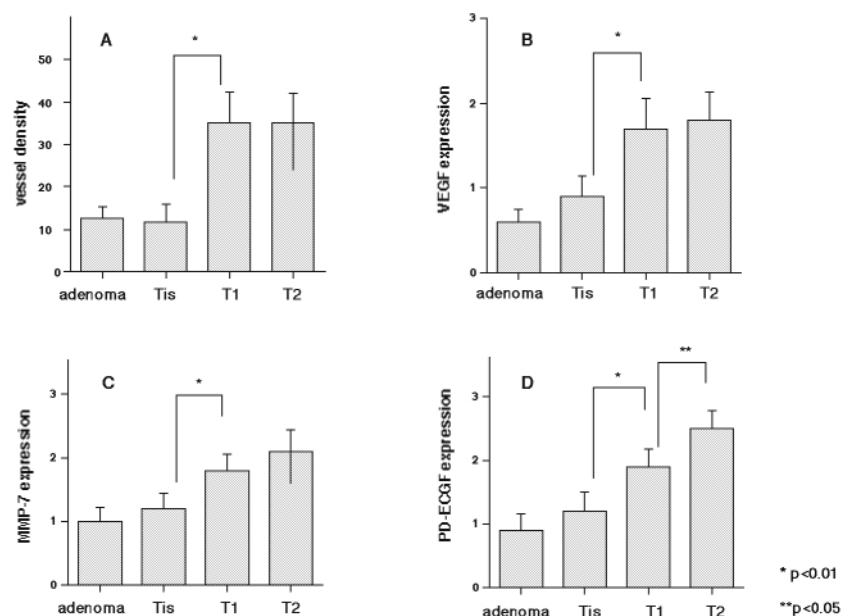 A
*
vessel density
50
40
30
20
10
0
adenoma Tis T1 T2
B
*
VEGF expression
3
2
1
0
adenoma Tis T1 T2
C
*
MMP-7 expression
3
2
1
0
adenoma Tis T1 T2
D
*
**
PD-ECGF expression
3
2
1
0
adenoma Tis T1 T2
* p<0.01
**p<0.05